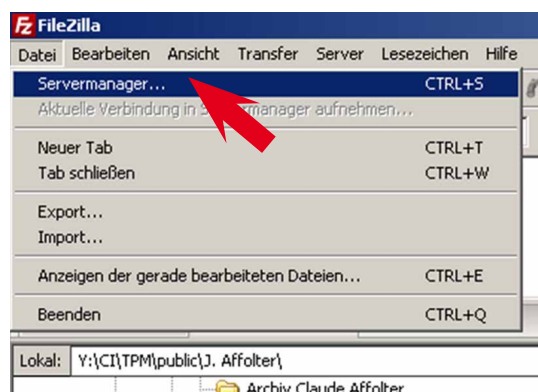 FileZilla
Datei Bearbeiten Ansicht Transfer Server Lesezeichen Hilfe
Servermanager... CTRL+S
Aktuelle Verbindung in Servermanager aufnehmen...
Neuer Tab CTRL+T
Tab schließen CTRL+W
Export...
Import...
Anzeigen der gerade bearbeiteten Dateien... CTRL+E
Beenden CTRL+Q
Lokal: Y:\CI\TPM\public\J. Affolter\
Archiv Claude Affolter